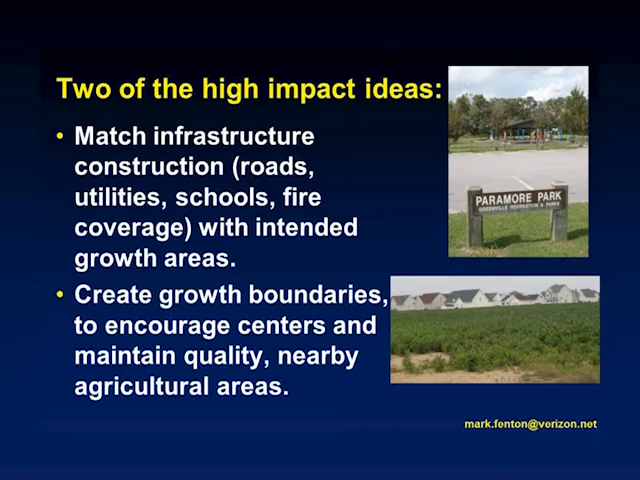 Two of the high impact ideas:
• Match infrastructure
construction (roads,
utilities, schools, fire
coverage) with intended
growth areas.
• Create growth boundaries,
to encourage centers and
maintain quality, nearby
agricultural areas.
PARAMORE PARK
GREENVILLE RECREATION & PARKS
mark.fenton@verizon.net